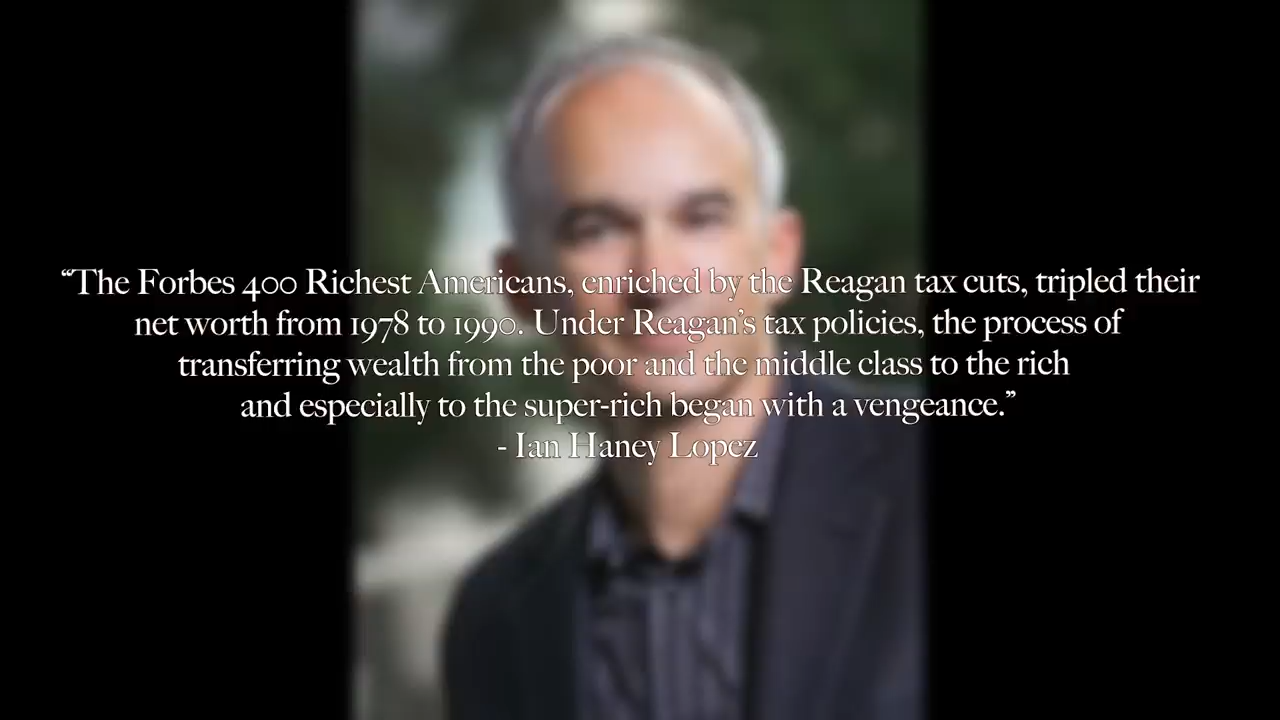 “The Forbes 400 Richest Americans, enriched by the Reagan tax cuts, tripled their
net worth from 1978 to 1990. Under Reagan’s tax policies, the process of
transferring wealth from the poor and the middle class to the rich
and especially to the super-rich began with a vengeance.”
- Ian Haney Lopez